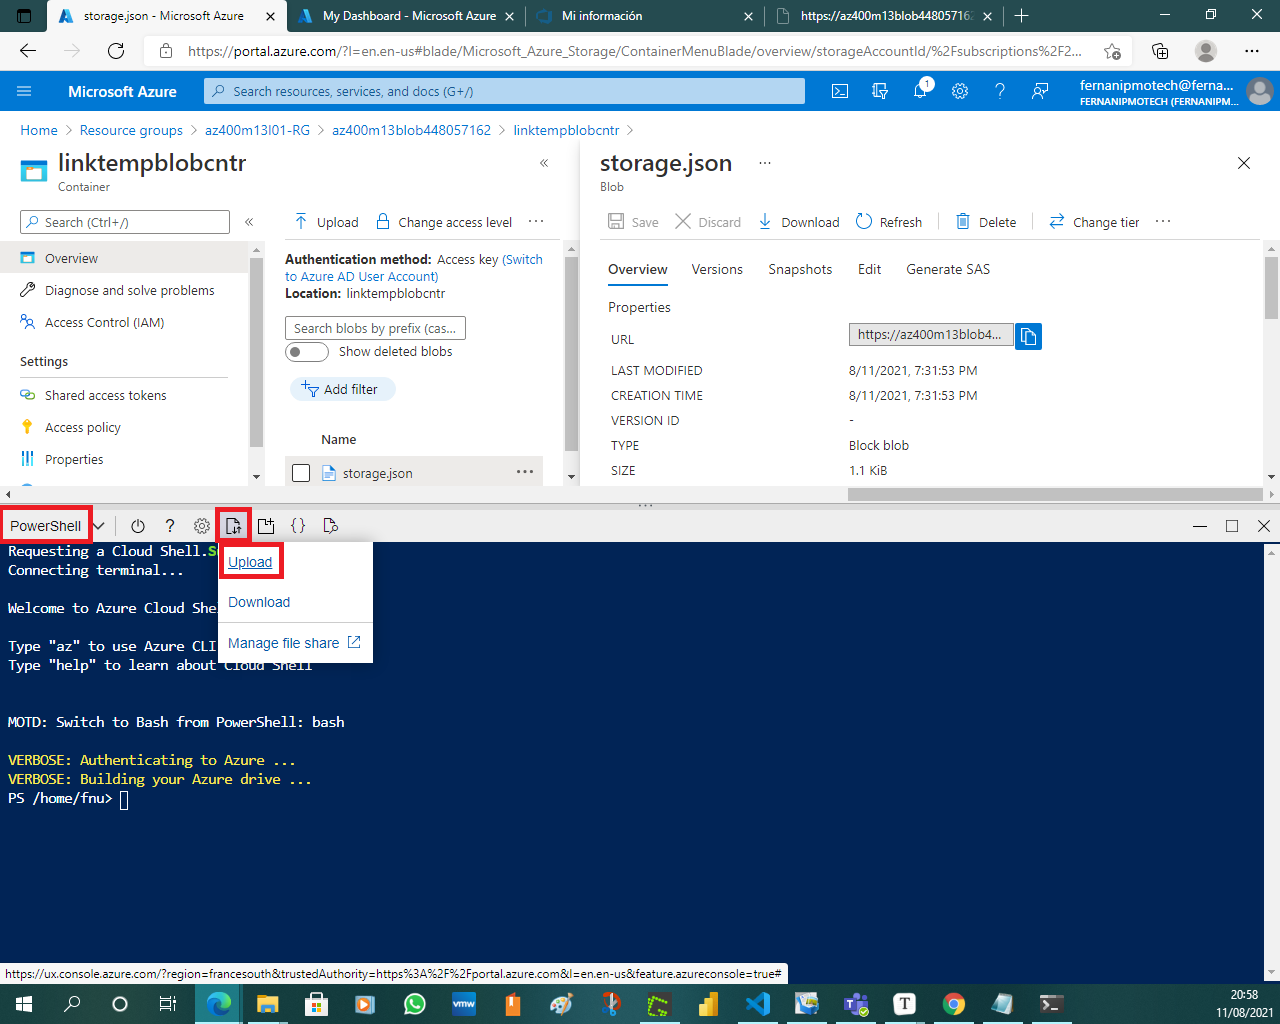 storage.json - Microsoft Azure
My Dashboard - Microsoft Azure
Mi información
https://az400m13blob448057162
https://portal.azure.com/?l=en.en-us#blade/Microsoft_Azure_Storage/ContainerMenuBlade/overview/storageAccountId/%2Fsubscriptions%2F2...
Microsoft Azure
Search resources, services, and docs (G+/)
1
fernanipmotech@ferna...
FERNANIPMOTECH (FERNANIPM...
Home > Resource groups > az400m13l01-RG > az400m13blob448057162 > linktempblobcntr >
linktempblobcntr
Container
Search (Ctrl+/)
Overview
Diagnose and solve problems
Access Control (IAM)
Settings
Shared access tokens
Access policy
Properties
Upload
Change access level
Authentication method: Access key (Switch
to Azure AD User Account)
Location: linktempblobcntr
Search blobs by prefix (cas...
Show deleted blobs
Add filter
Name
storage.json
storage.json
Blob
Save
Discard
Download
Refresh
Delete
Change tier
Overview
Versions
Snapshots
Edit
Generate SAS
Properties
URL
https://az400m13blob4...
LAST MODIFIED
8/11/2021, 7:31:53 PM
CREATION TIME
8/11/2021, 7:31:53 PM
VERSION ID
-
TYPE
Block blob
SIZE
1.1 KiB
PowerShell
Upload
Download
Manage file share
Requesting a Cloud Shell.S
Connecting terminal...
Welcome to Azure Cloud She
Type "az" to use Azure CLI
Type "help" to learn about Cloud Shell
MOTD: Switch to Bash from PowerShell: bash
VERBOSE: Authenticating to Azure ...
VERBOSE: Building your Azure drive ...
PS /home/fnu>
https://ux.console.azure.com/?region=francesouth&trustedAuthority=https%3A%2F%2Fportal.azure.com&l=en.en-us&feature.azureconsole=true#
vmw
T
20:58
11/08/2021